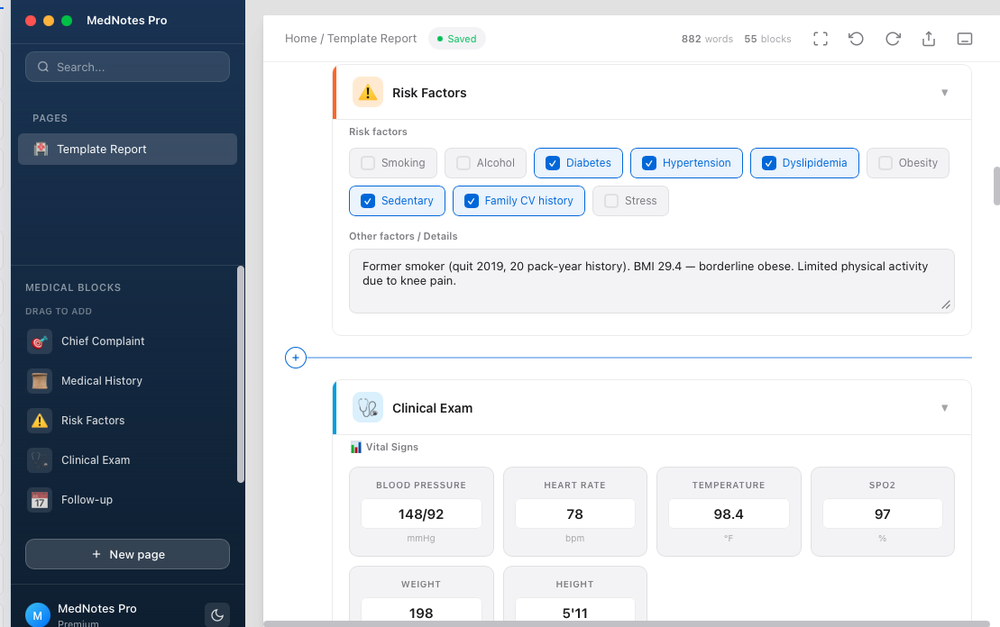 MedNotes Pro
Search...
PAGES
Template Report
MEDICAL BLOCKS
DRAG TO ADD
Chief Complaint
Medical History
Risk Factors
Clinical Exam
17
Follow-up
+ New page
M
MedNotes Pro
Premium
Home / Template Report
Saved
882 words
55 blocks
Risk Factors
Risk factors
Smoking
Alcohol
Diabetes
Hypertension
Dyslipidemia
Obesity
Sedentary
Family CV history
Stress
Other factors / Details
Former smoker (quit 2019, 20 pack-year history). BMI 29.4 — borderline obese. Limited physical activity
due to knee pain.
+
Clinical Exam
Vital Signs
BLOOD PRESSURE
148/92
mmHg
HEART RATE
78
bpm
TEMPERATURE
98.4
°F
SPO2
97
%
WEIGHT
198
HEIGHT
5'11